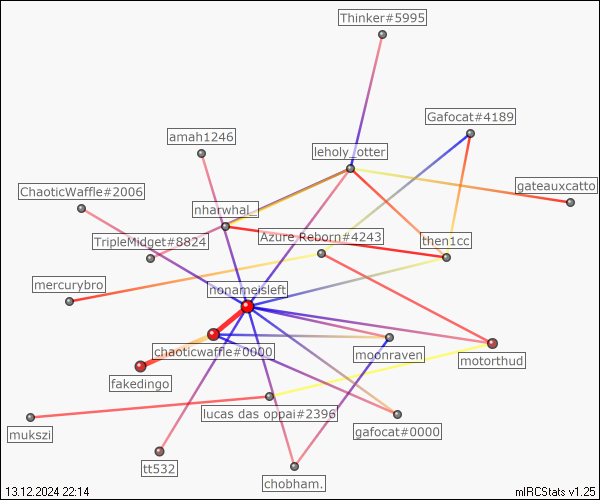 Thinker#5995
Gafocat#4189
amah1246
leholy_otter
ChaoticWaffle#2006
gateauxcatto
nharwhal_
Azure Reborn#4243
TripleMidget#8824
then1cc
mercurybro
nonameisleft
chaoticwaffle#0000
moonraven
motorthud
fakedingo
lucas das oppai#2396
mukszi
gafocat#0000
tt532
chobham.
13.12.2024 22:14
mIRCStats v1.25